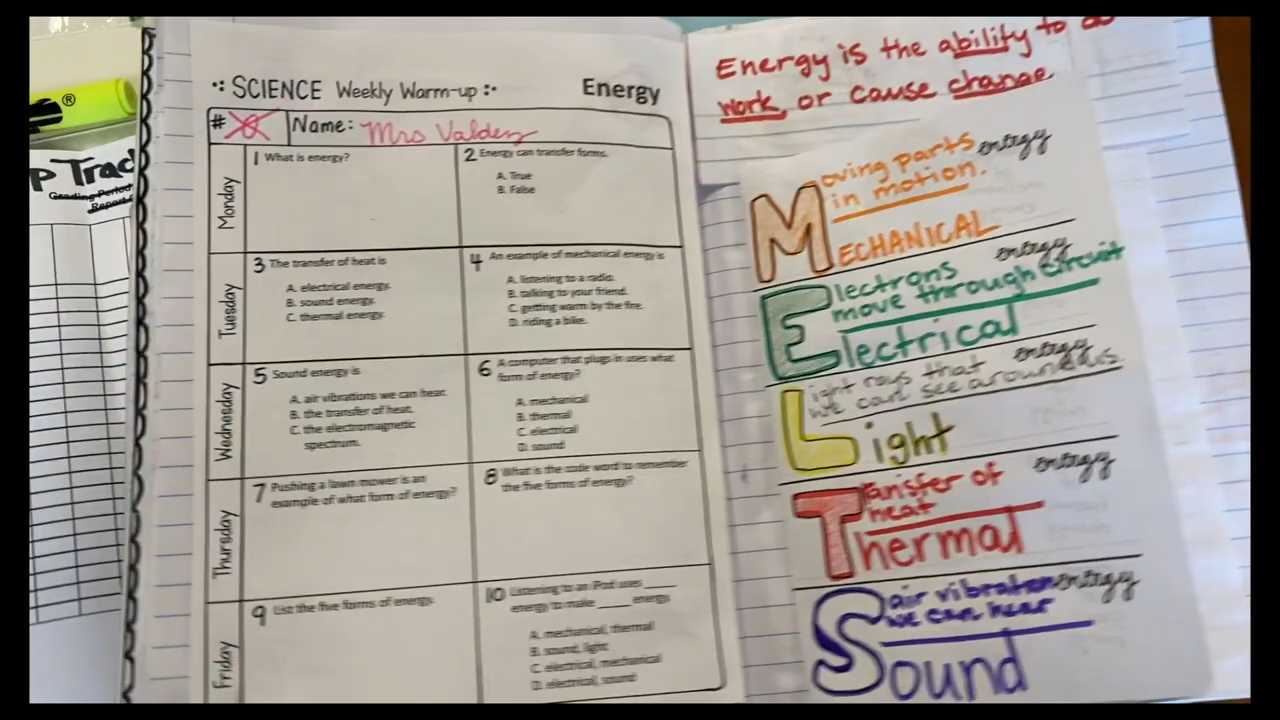 ®
P Trac
Grading Period
Report
SCIENCE Weekly Warm-up
Energy
#
Name: Mrs Valdez
Monday
1 What is energy?
2 Energy can transfer forms.
A. True
B. False
Tuesday
3 The transfer of heat is
A. electrical energy.
B. sound energy.
C. thermal energy.
4 An example of mechanical energy is
A. listening to a radio.
B. talking to your friend.
C. getting warm by the fire.
D. riding a bike.
Wednesday
5 Sound energy is
A. air vibrations we can hear.
B. the transfer of heat.
C. the electromagnetic
spectrum.
6 A computer that plugs in uses what
form of energy?
A. mechanical
B. thermal
C. electrical
D. sound
Thursday
7 Pushing a lawn mower is an
example of what form of energy?
8 What is the code word to remember
the five forms of energy?
Friday
9 List the five forms of energy.
10 Listening to an iPod uses _____
energy to make _____ energy.
A. mechanical, thermal
B. sound, light
C. electrical, mechanical
D. electrical, sound
Energy is the ability to do
work, or cause change
Moving parts energy
in motion.
MECHANICAL
Electrons energy
move through circuit
Electrical
Light rays that energy
we can see around us
Light
Transfer of energy
heat
Thermal
air vibration energy
we can hear
Sound